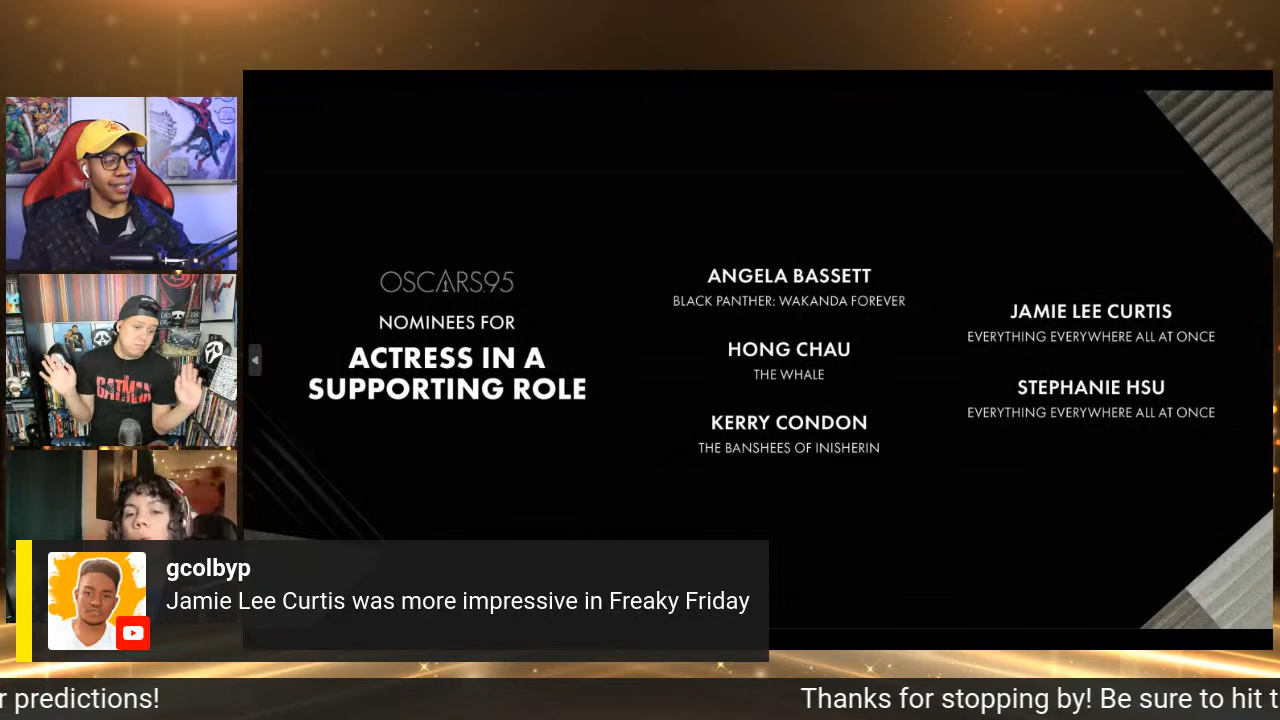 OSCARS95
NOMINEES FOR
ACTRESS IN A
SUPPORTING ROLE
ANGELA BASSETT
BLACK PANTHER: WAKANDA FOREVER
HONG CHAU
THE WHALE
KERRY CONDON
THE BANSHEES OF INISHERIN
JAMIE LEE CURTIS
EVERYTHING EVERYWHERE ALL AT ONCE
STEPHANIE HSU
EVERYTHING EVERYWHERE ALL AT ONCE
BATMAN
gcolbyp
Jamie Lee Curtis was more impressive in Freaky Friday
r predictions!
Thanks for stopping by! Be sure to hit t